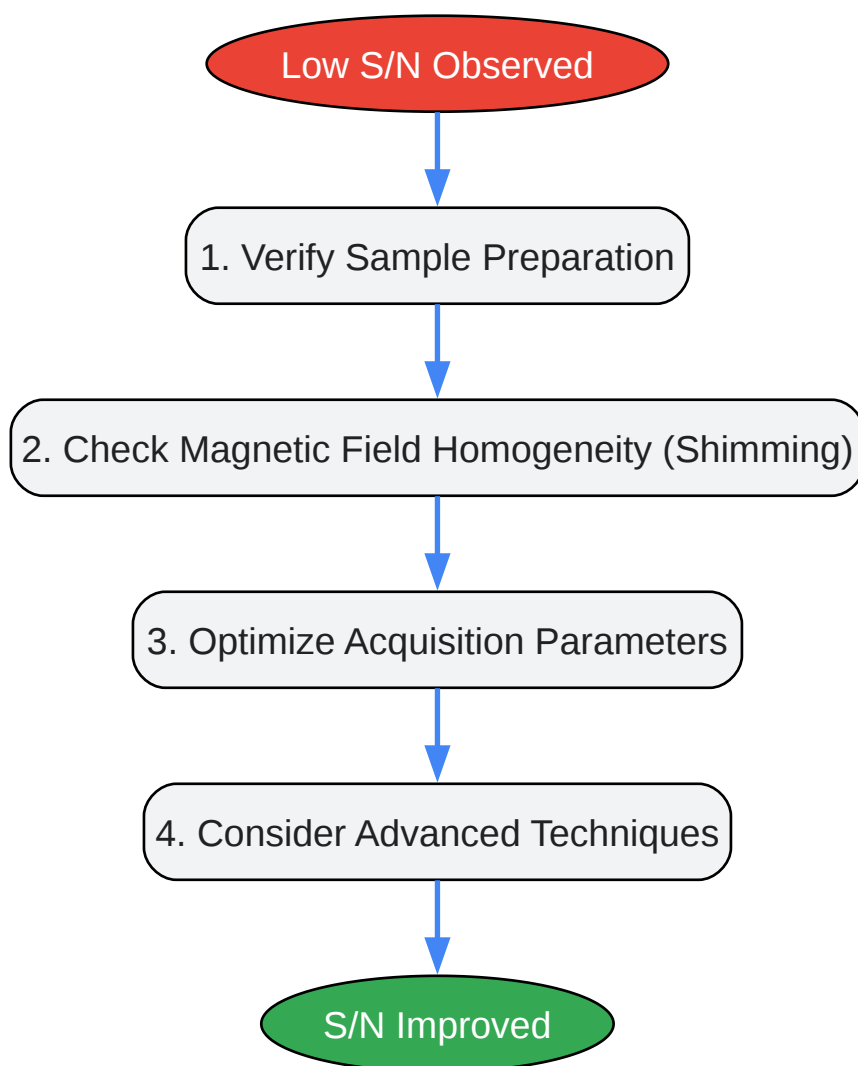 Low S/N Observed
1. Verify Sample Preparation
2. Check Magnetic Field Homogeneity (Shimming)
3. Optimize Acquisition Parameters
4. Consider Advanced Techniques
S/N Improved